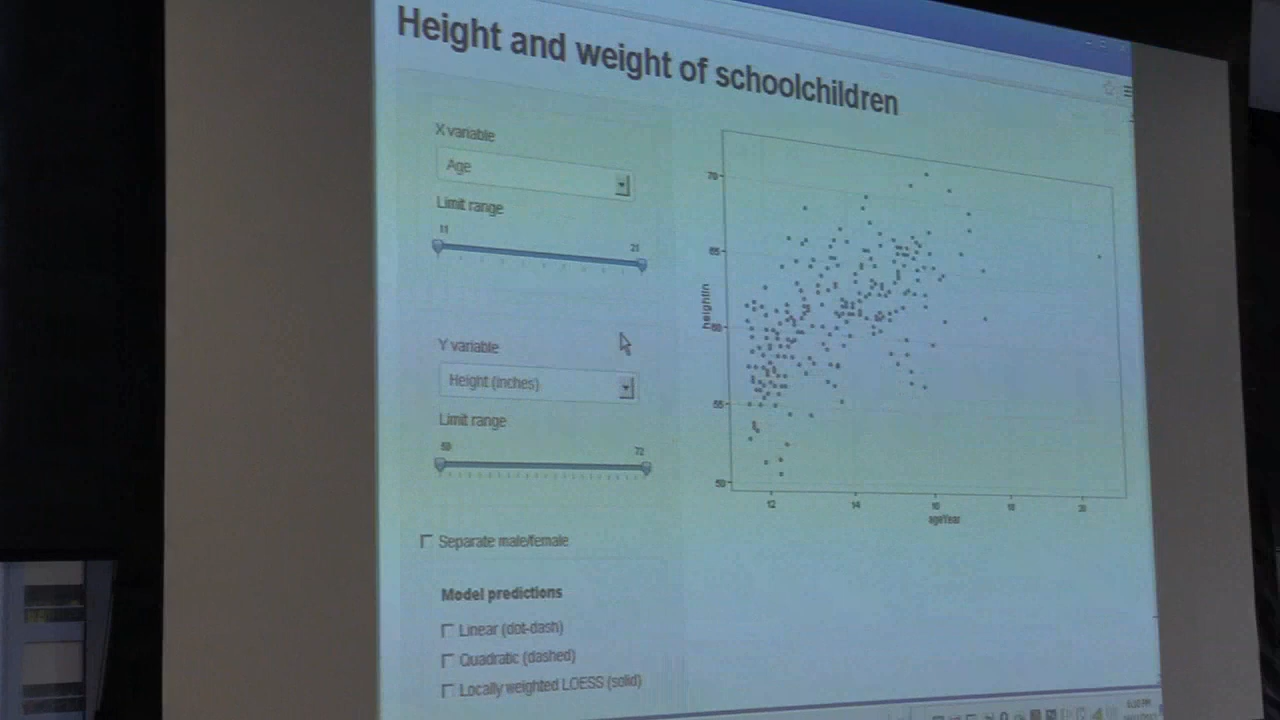 Height and weight of schoolchildren
X variable
Age
Limit range
11 21
Y variable
Height (inches)
Limit range
50 72
Separate male/female
Model predictions
Linear (dot-dash)
Quadratic (dashed)
Locally weighted LOESS (solid)
70
65
60
55
50
heightIn
12 14 16 18 20
ageYear